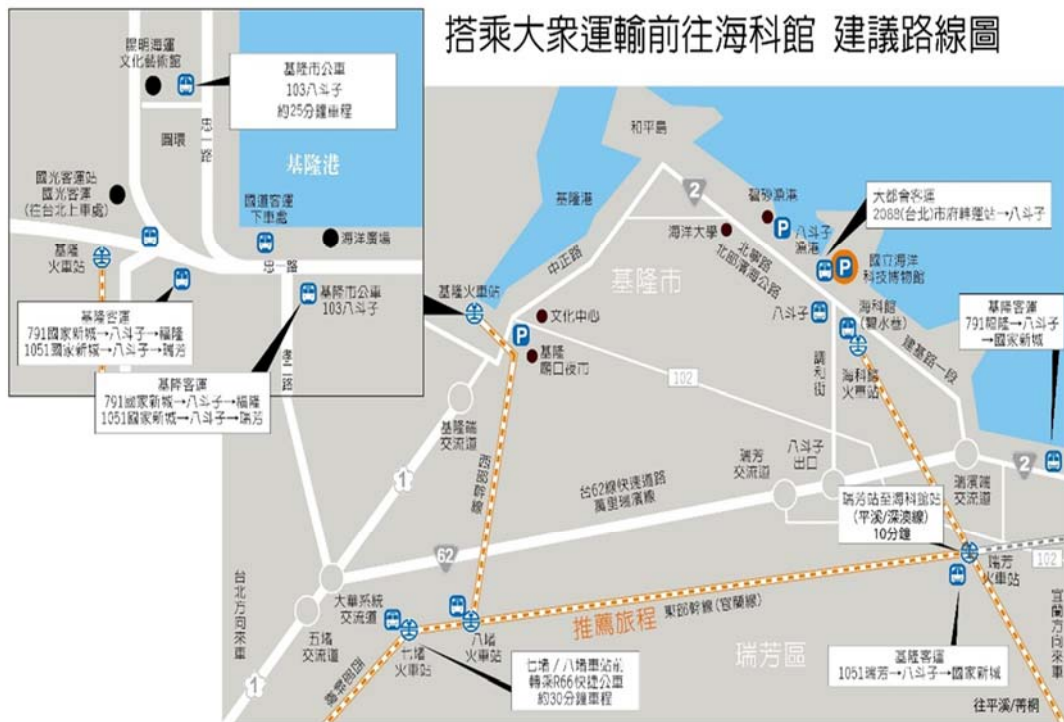 搭乘大眾運輸前往海科館 建議路線圖
陽明海運
文化藝術館
基隆市公車
103八斗子
約25分鐘車程
圓環
忠一路
基隆港
國光客運站
國光客運
(在台北上車處)
國道客運
下車處
海洋廣場
忠一路
基隆
火車站
基隆市公車
103八斗子
孝二路
基隆客運
791國家新城→八斗子→福隆
1051國家新城→八斗子→瑞芳
基隆客運
791國家新城→八斗子→福隆
1051國家新城→八斗子→瑞芳
和平島
基隆港
2
碧砂漁港
P
八斗子
漁港
海洋大學
大都會客運
2088(台北)市府轉運站→八斗子
中正路
北寧路
北部濱海公路
P
國立海洋
科技博物館
基隆市
基隆火車站
文化中心
P
基隆
廟口夜市
八斗子
海科館
(碧水巷)
基隆客運
791福隆→八斗子
→國家新城
調和街
海科館
火車站
建基路一段
102
基隆端
交流道
1
西部幹線
瑞芳
交流道
八斗子
出口
台62線快速道路
萬里瑞濱線
瑞濱端
交流道
2
62
瑞芳站至海科館站
(平溪/深澳線)
10分鐘
102
瑞芳
火車站
台北方向來車
大華系統
交流道
五堵
交流道
1
七堵
火車站
八堵
火車站
推薦旅程
東部幹線(宜蘭線)
西部幹線
瑞芳區
宜蘭方向來車
七堵/八堵車站前
轉乘R66快捷公車
約30分鐘車程
基隆客運
1051瑞芳→八斗子→國家新城
往平溪/菁桐